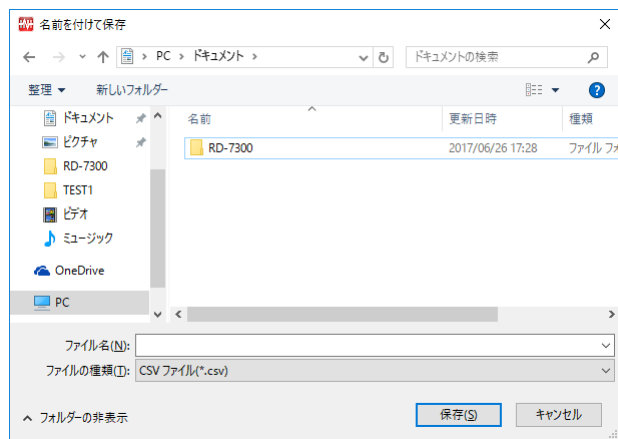 名前を付けて保存
PC › ドキュメント ›
ドキュメントの検索
整理 新しいフォルダー
名前 更新日時 種類
ドキュメント
ピクチャ
RD-7300
TEST1
ビデオ
ミュージック
OneDrive
PC
RD-7300 2017/06/26 17:28 ファイル フォ
ファイル名(N):
ファイルの種類(T): CSV ファイル(*.csv)
フォルダーの非表示
保存(S) キャンセル